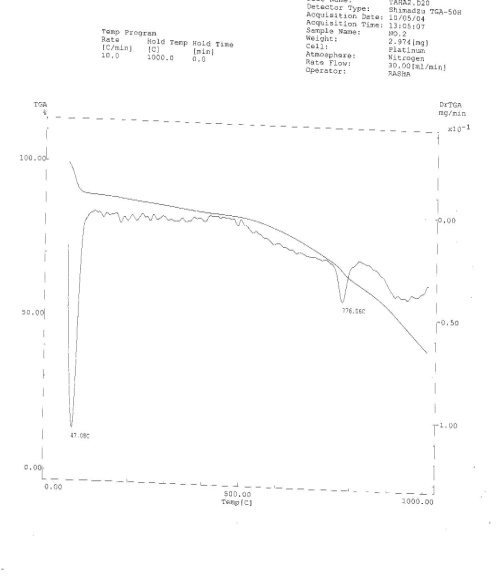 TAHA2.D20
Detector Type: Shimadzu TGA-50H
Acquisition Date: 10/05/04
Acquisition Time: 13:05:07
Sample Name: NO.2
Weight: 2.974[mg]
Cell: Platinum
Atmosphere: Nitrogen
Rate Flow: 30.00[ml/min]
Operator: RASHA
Temp Program
Rate Hold Temp Hold Time
[C/min] [C] [min]
10.0 1000.0 0.0
TGA
%
DrTGA
mg/min
x10-1
100.00
50.00
0.00
0.00
-0.50
-1.00
47.08C
776.06C
0.00
500.00
1000.00
Temp[C]